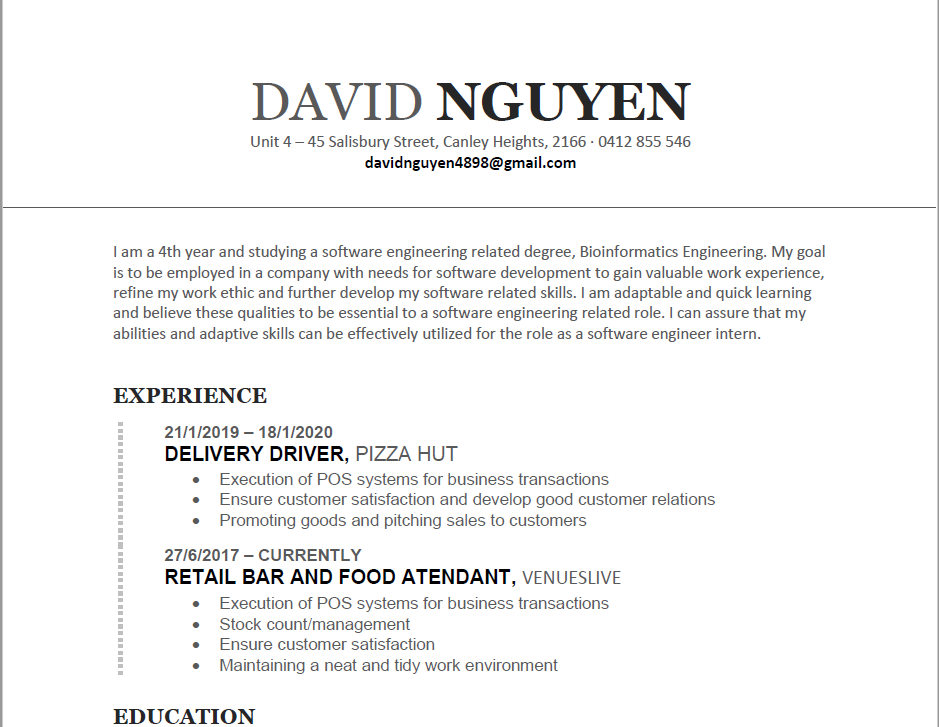 DAVID NGUYEN
Unit 4 – 45 Salisbury Street, Canley Heights, 2166 · 0412 855 546
davidnguyen4898@gmail.com
I am a 4th year and studying a software engineering related degree, Bioinformatics Engineering. My goal
is to be employed in a company with needs for software development to gain valuable work experience,
refine my work ethic and further develop my software related skills. I am adaptable and quick learning
and believe these qualities to be essential to a software engineering related role. I can assure that my
abilities and adaptive skills can be effectively utilized for the role as a software engineer intern.
EXPERIENCE
21/1/2019 – 18/1/2020
DELIVERY DRIVER, PIZZA HUT
• Execution of POS systems for business transactions
• Ensure customer satisfaction and develop good customer relations
• Promoting goods and pitching sales to customers
27/6/2017 – CURRENTLY
RETAIL BAR AND FOOD ATENDANT, VENUESLIVE
• Execution of POS systems for business transactions
• Stock count/management
• Ensure customer satisfaction
• Maintaining a neat and tidy work environment
EDUCATION